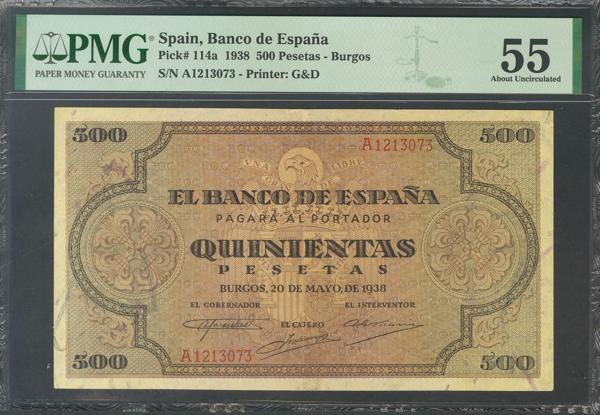 PMG
PAPER MONEY GUARANTY
Spain, Banco de España
Pick# 114a 1938 500 Pesetas - Burgos
S/N A1213073 - Printer: G&D
55
About Uncirculated
500
500
A1213073
UNA
LIBRE
EL BANCO DE ESPAÑA
PAGARÁ AL PORTADOR
QUINIENTAS
PESETAS
BURGOS, 20 DE MAYO, DE 1938
EL GOBERNADOR
EL INTERVENTOR
EL CAJERO
A1213073
500
500